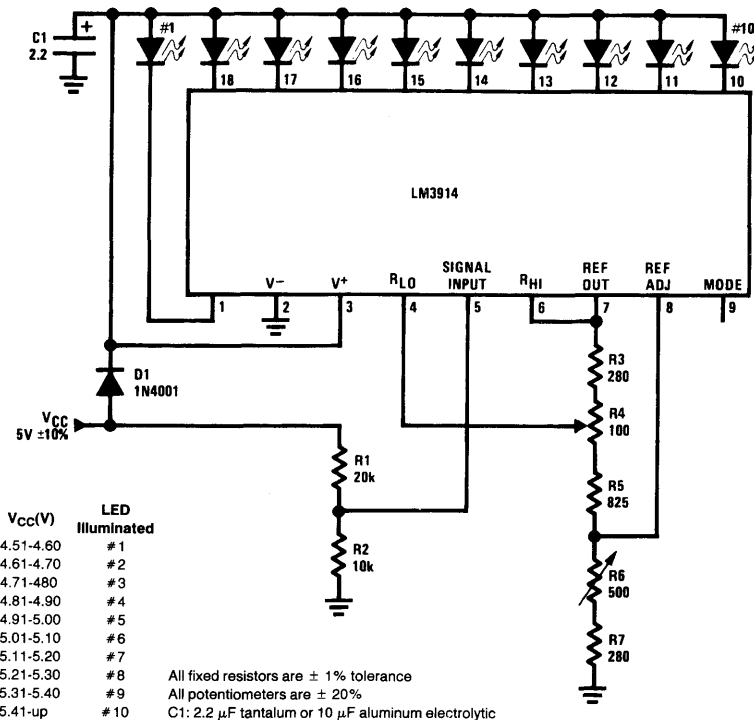 C1
2.2
+
#1
#10
18
17
16
15
14
13
12
11
10
LM3914
V−
V+
RLO
SIGNAL
INPUT
RHI
REF
OUT
REF
ADJ
MODE
1
2
3
4
5
6
7
8
9
D1
1N4001
VCC
5V ±10%
R1
20k
R2
10k
R3
280
R4
100
R5
825
R6
500
R7
280
VCC(V) LED
Illuminated
4.51-4.60 #1
4.61-4.70 #2
4.71-480 #3
4.81-4.90 #4
4.91-5.00 #5
5.01-5.10 #6
5.11-5.20 #7
5.21-5.30 #8
5.31-5.40 #9
5.41-up #10
All fixed resistors are ± 1% tolerance
All potentiometers are ± 20%
C1: 2.2 μF tantalum or 10 μF aluminum electrolytic